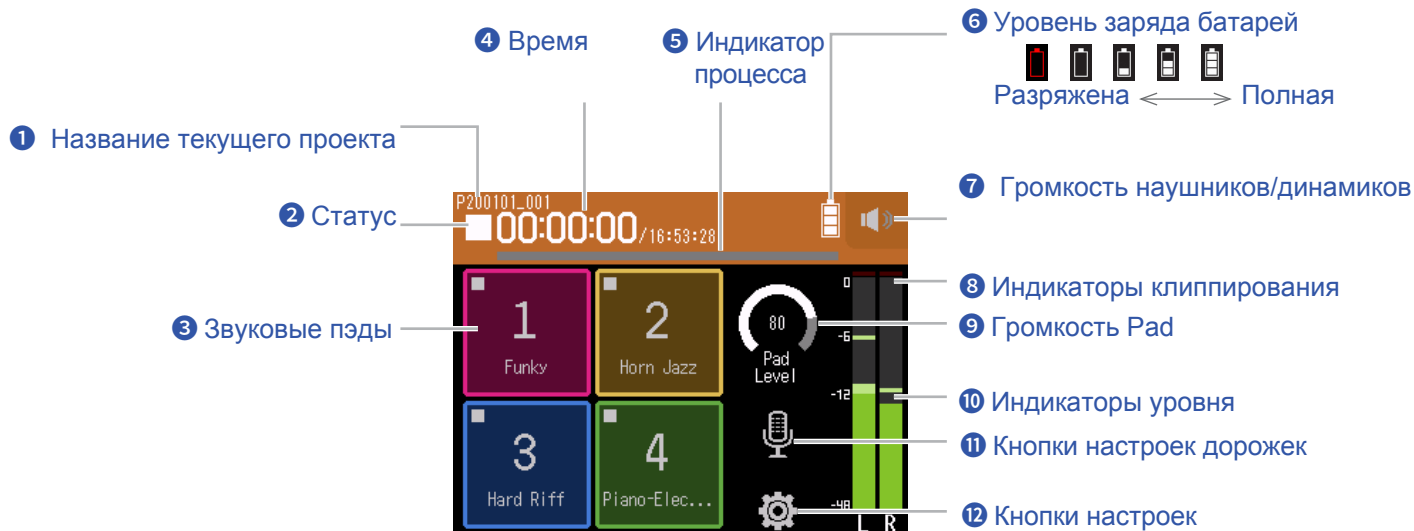 ❹ Время
❺ Индикатор
процесса
❻ Уровень заряда батарей
Разряжена
Полная
❶ Название текущего проекта
❷ Статус
❸ Звуковые пэды
P200101_001
00:00:00/16:53:28
1
Funky
2
Horn Jazz
3
Hard Riff
4
Piano-Elec...
80
Pad
Level
0
-6
-12
-48
L R
❼ Громкость наушников/динамиков
❽ Индикаторы клиппирования
❾ Громкость Pad
❿ Индикаторы уровня
⓫ Кнопки настроек дорожек
⓬ Кнопки настроек